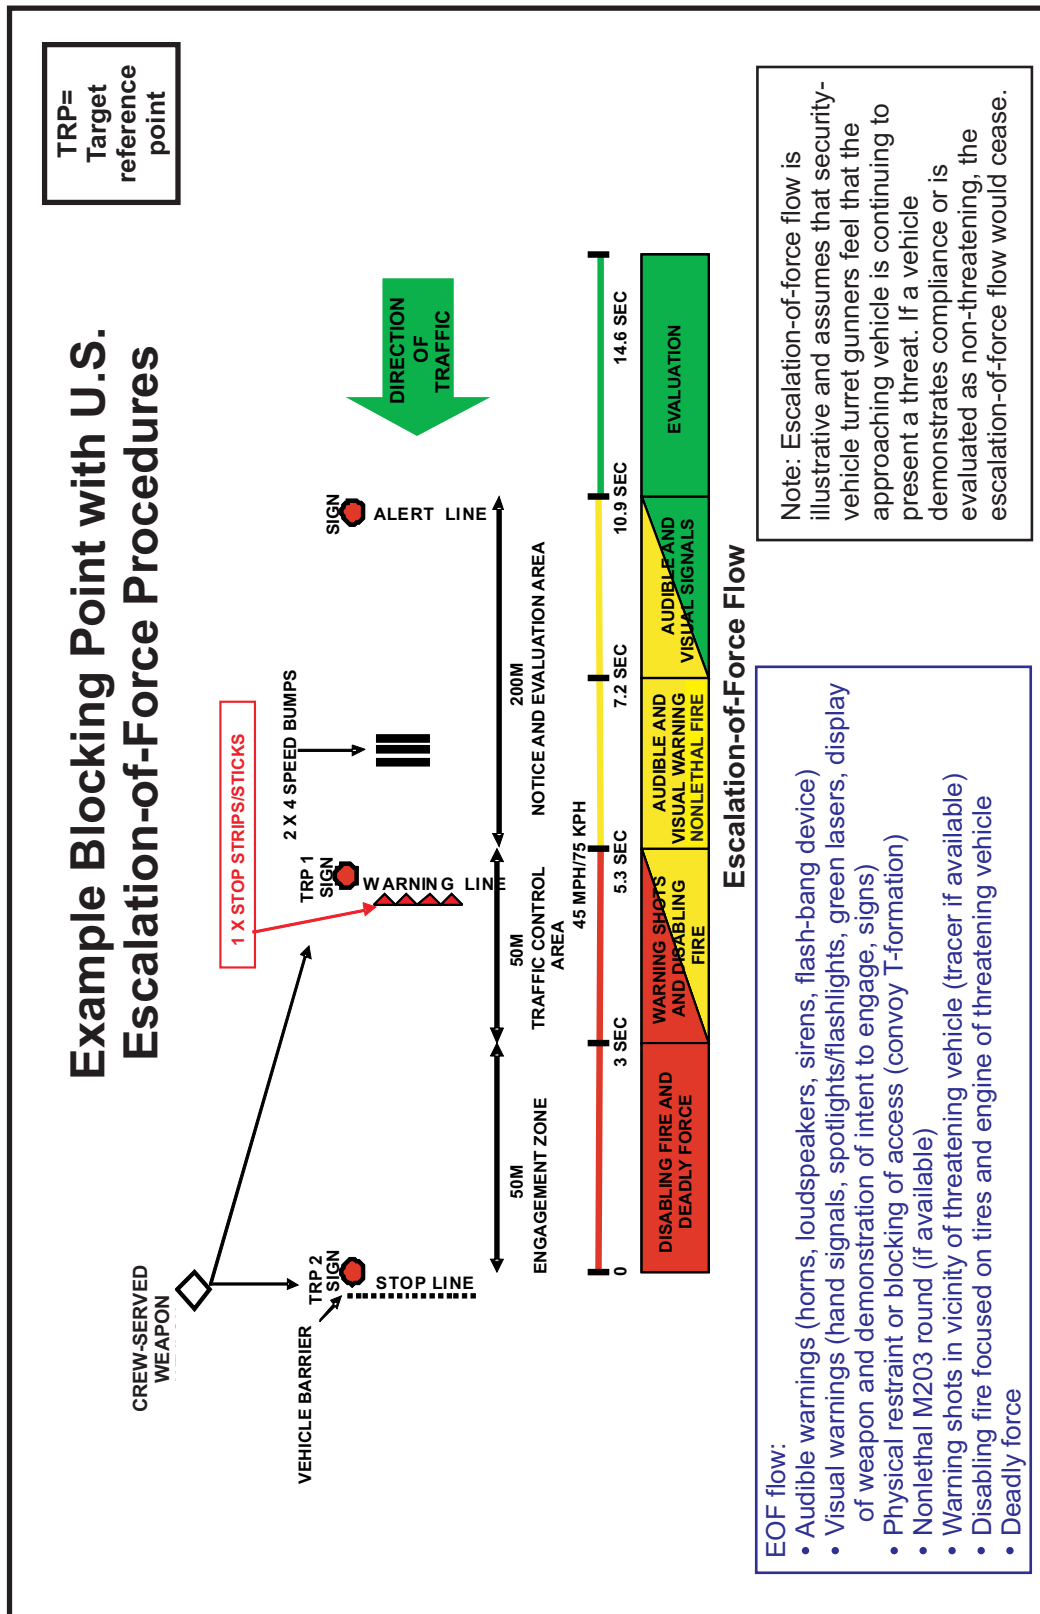 Example Blocking Point with U.S.
Escalation-of-Force Procedures
TRP=
Target
reference
point
CREW-SERVED
WEAPON
1 X STOP STRIPS/STICKS
2 X 4 SPEED BUMPS
VEHICLE BARRIER
TRP 2
SIGN
STOP LINE
TRP 1
SIGN
WARNING LINE
SIGN
ALERT LINE
DIRECTION
OF
TRAFFIC
50M
ENGAGEMENT ZONE
50M
TRAFFIC CONTROL
AREA
200M
NOTICE AND EVALUATION AREA
45 MPH/75 KPH
0
3 SEC
5.3 SEC
7.2 SEC
10.9 SEC
14.6 SEC
DISABLING FIRE AND
DEADLY FORCE
WARNING SHOTS
AND DISABLING
FIRE
AUDIBLE AND
VISUAL WARNING
NONLETHAL FIRE
AUDIBLE AND
VISUAL SIGNALS
EVALUATION
Escalation-of-Force Flow
EOF flow:
• Audible warnings (horns, loudspeakers, sirens, flash-bang device)
• Visual warnings (hand signals, spotlights/flashlights, green lasers, display
of weapon and demonstration of intent to engage, signs)
• Physical restraint or blocking of access (convoy T-formation)
• Nonlethal M203 round (if available)
• Warning shots in vicinity of threatening vehicle (tracer if available)
• Disabling fire focused on tires and engine of threatening vehicle
• Deadly force
Note: Escalation-of-force flow is
illustrative and assumes that security-
vehicle turret gunners feel that the
approaching vehicle is continuing to
present a threat. If a vehicle
demonstrates compliance or is
evaluated as non-threatening, the
escalation-of-force flow would cease.